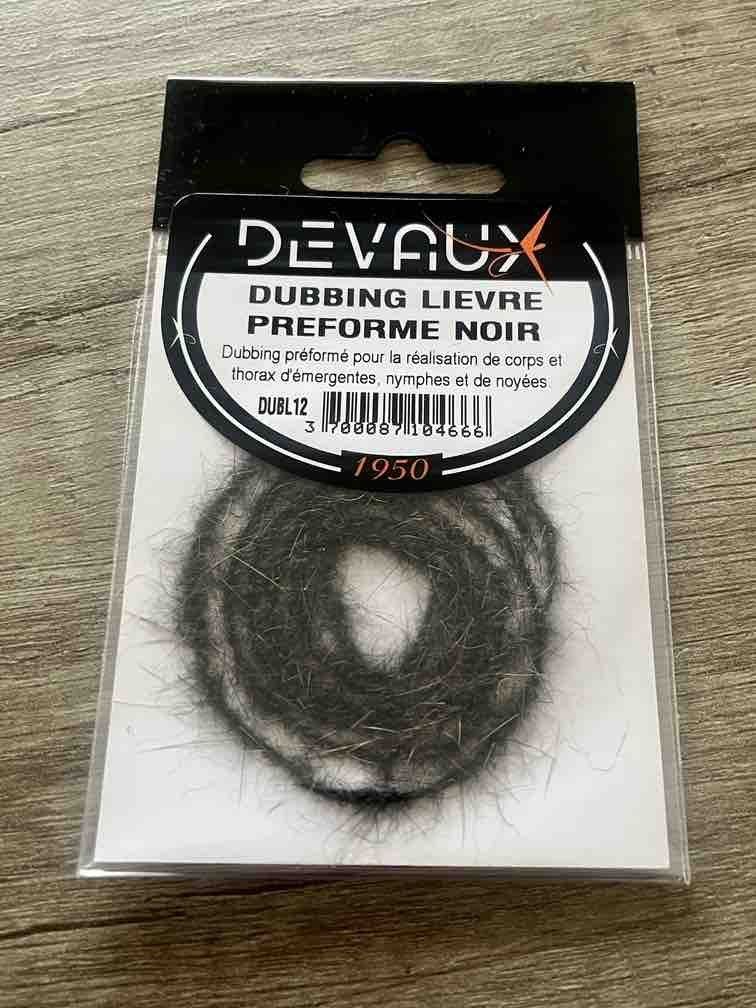 DEVAUX
DUBBING LIEVRE
PREFORME NOIR
Dubbing préformé pour la réalisation de corps et
thorax d'émergentes, nymphes et de noyées.
DUBL12
3 700087 104666
1950